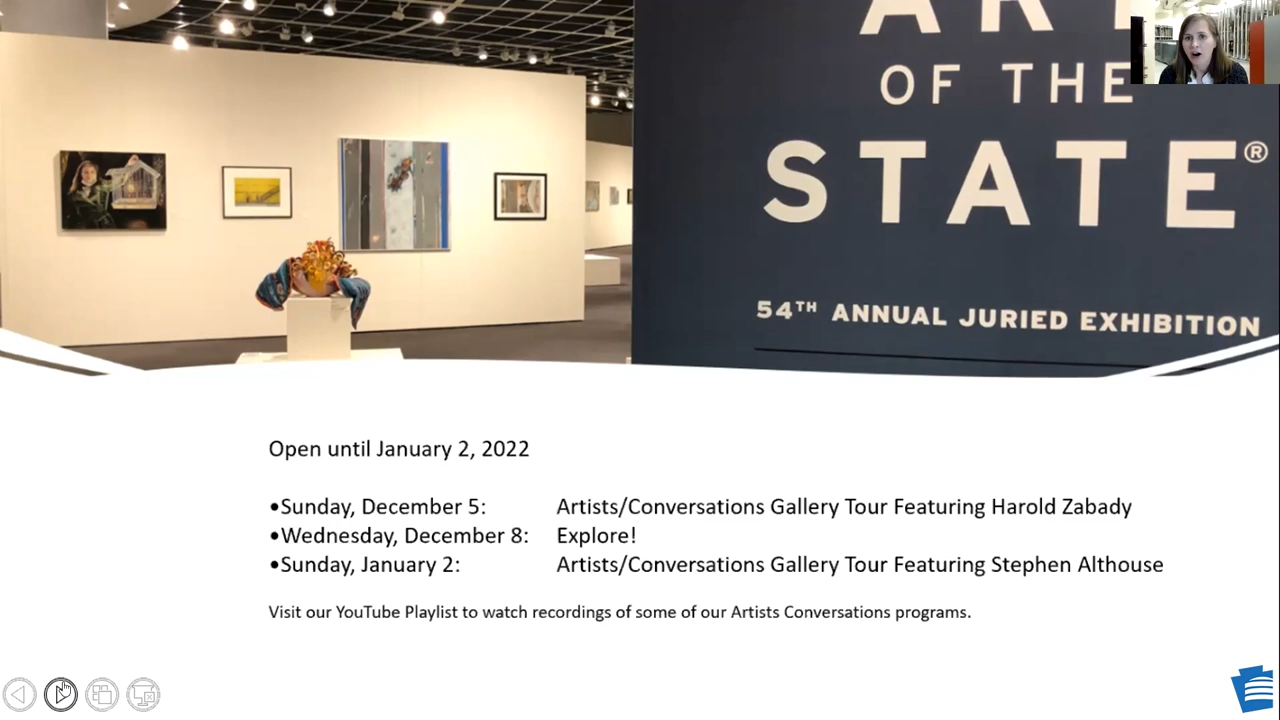 ART
OF THE
STATE®
54TH ANNUAL JURIED EXHIBITION
Open until January 2, 2022
•Sunday, December 5: Artists/Conversations Gallery Tour Featuring Harold Zabady
•Wednesday, December 8: Explore!
•Sunday, January 2: Artists/Conversations Gallery Tour Featuring Stephen Althouse
Visit our YouTube Playlist to watch recordings of some of our Artists Conversations programs.